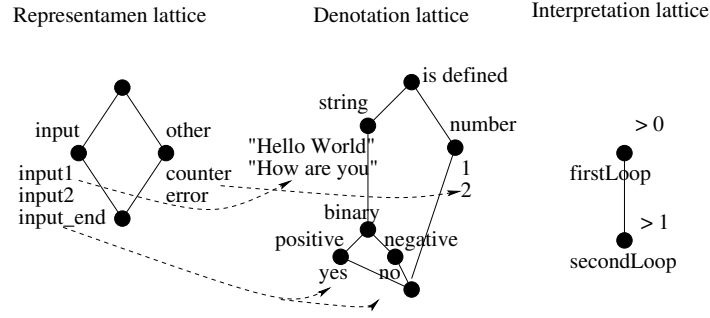 Representamen lattice
Denotation lattice
Interpretation lattice
input
other
input1
input2
input_end
counter
error
is defined
string
number
"Hello World"
"How are you"
1
2
binary
positive
negative
yes
no
> 0
firstLoop
> 1
secondLoop